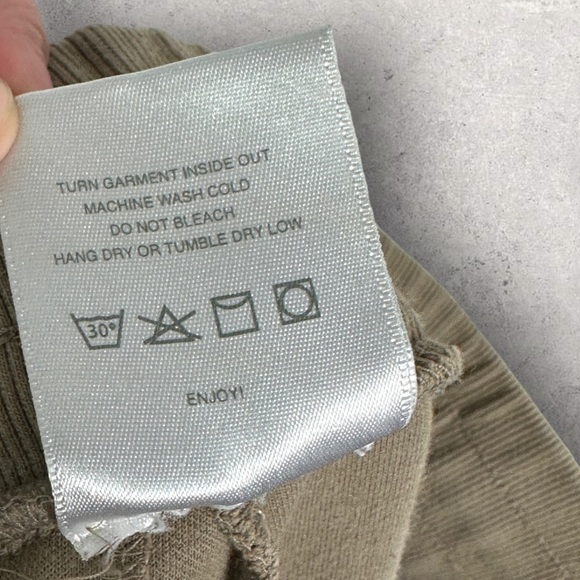 TURN GARMENT INSIDE OUT
MACHINE WASH COLD
DO NOT BLEACH
HANG DRY OR TUMBLE DRY LOW
30°
ENJOY!